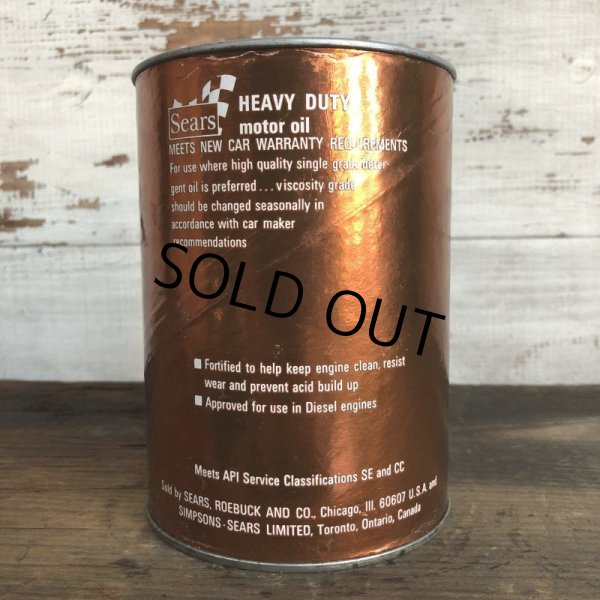 Sears
HEAVY DUTY
motor oil
MEETS NEW CAR WARRANTY REQUIREMENTS
For use where high quality single grade deter-
gent oil is preferred... viscosity grade
should be changed seasonally in
accordance with car maker
recommendations
SOLD OUT
Fortified to help keep engine clean, resist
wear and prevent acid build up
Approved for use in Diesel engines
Meets API Service Classifications SE and CC
Sold by SEARS, ROEBUCK AND CO., Chicago, Ill. 60607 U.S.A. and
SIMPSONS-SEARS LIMITED, Toronto, Ontario, Canada